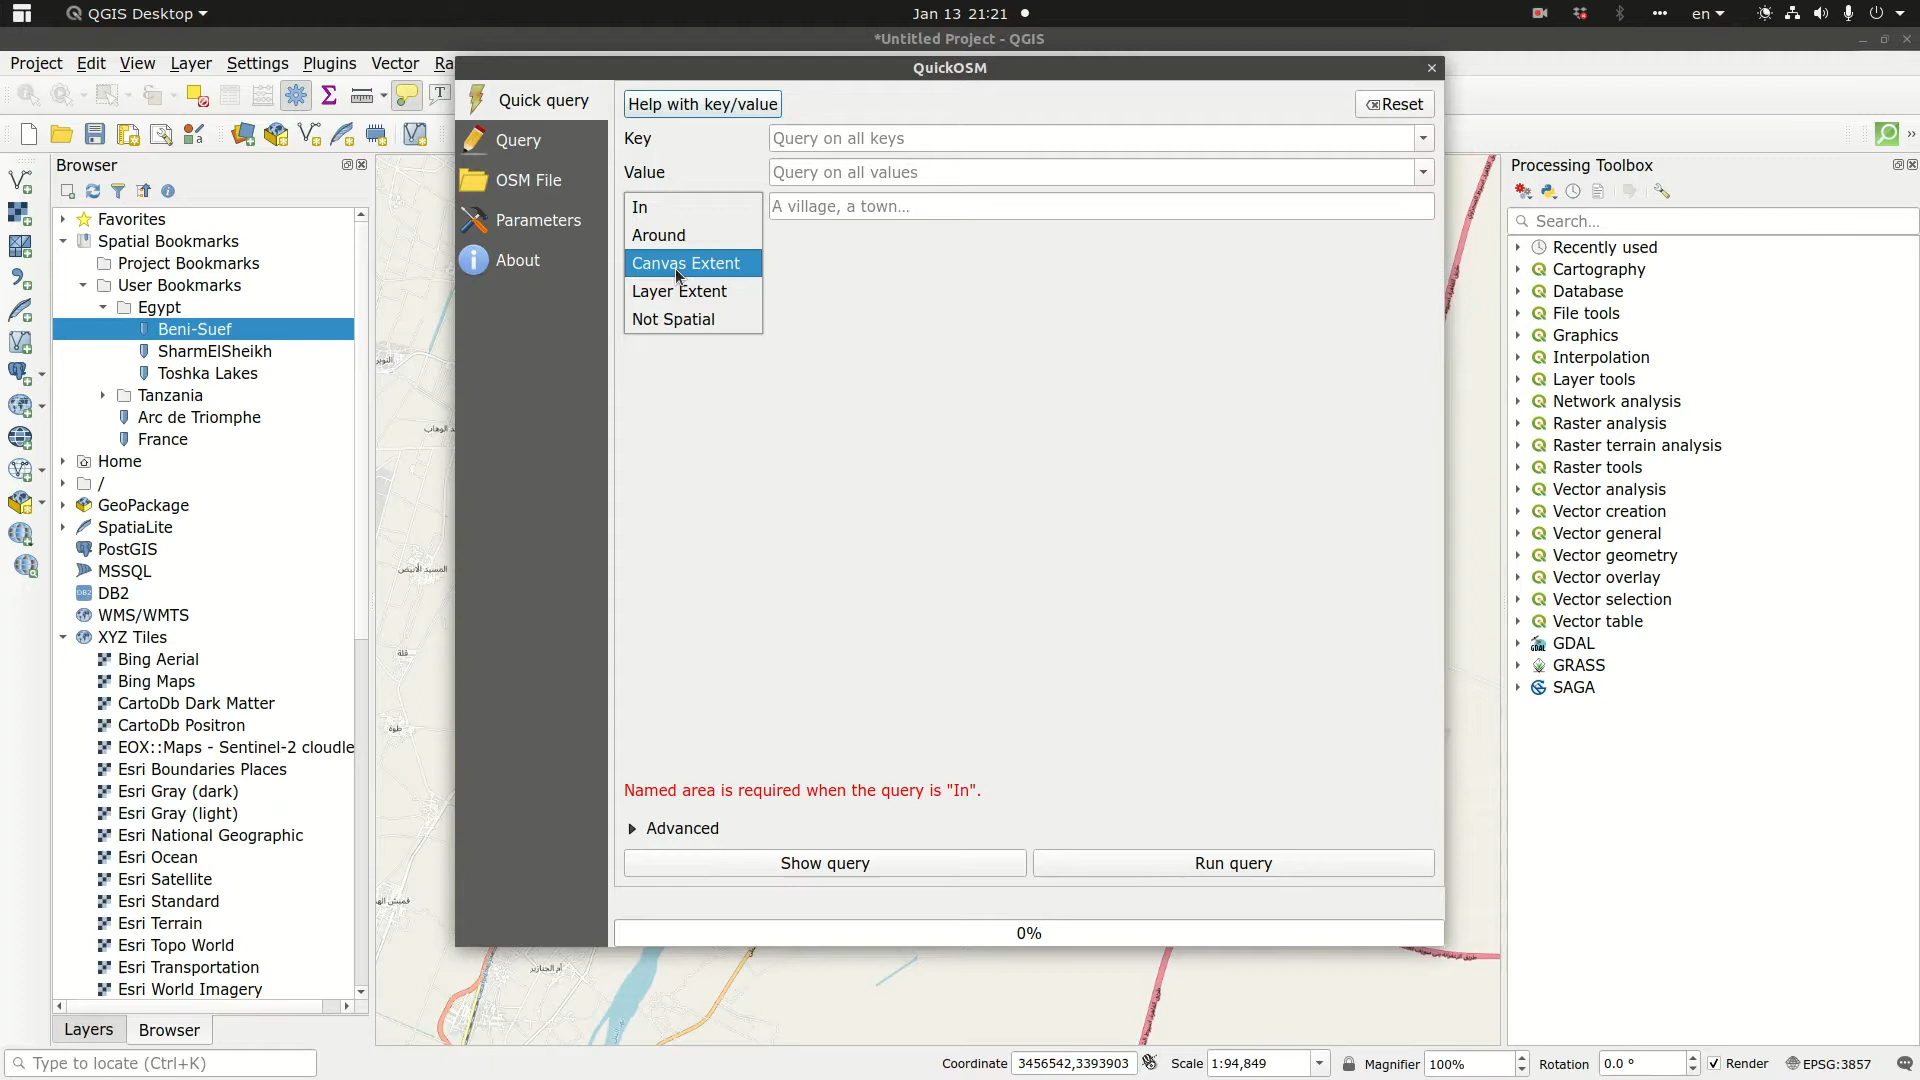 QGIS Desktop
Jan 13 21:21
en
*Untitled Project - QGIS
Project Edit View Layer Settings Plugins Vector Ra
QuickOSM
Quick query
Query
OSM File
Parameters
About
Help with key/value
Reset
Key
Query on all keys
Value
Query on all values
In
Around
Canvas Extent
Layer Extent
Not Spatial
A village, a town...
Named area is required when the query is "In".
Advanced
Show query
Run query
0%
Browser
Favorites
Spatial Bookmarks
Project Bookmarks
User Bookmarks
Egypt
Beni-Suef
SharmElSheikh
Toshka Lakes
Tanzania
Arc de Triomphe
France
Home
/
GeoPackage
SpatiaLite
PostGIS
MSSQL
DB2
WMS/WMTS
XYZ Tiles
Bing Aerial
Bing Maps
CartoDb Dark Matter
CartoDb Positron
EOX::Maps - Sentinel-2 cloudle
Esri Boundaries Places
Esri Gray (dark)
Esri Gray (light)
Esri National Geographic
Esri Ocean
Esri Satellite
Esri Standard
Esri Terrain
Esri Topo World
Esri Transportation
Esri World Imagery
Layers
Browser
المسيد الأبيض
طوة
أم الجنازير
Processing Toolbox
Search...
Recently used
Cartography
Database
File tools
Graphics
Interpolation
Layer tools
Network analysis
Raster analysis
Raster terrain analysis
Raster tools
Vector analysis
Vector creation
Vector general
Vector geometry
Vector overlay
Vector selection
Vector table
GDAL
GRASS
SAGA
Type to locate (Ctrl+K)
Coordinate 3456542,3393903
Scale 1:94,849
Magnifier 100%
Rotation 0.0 °
Render
EPSG:3857